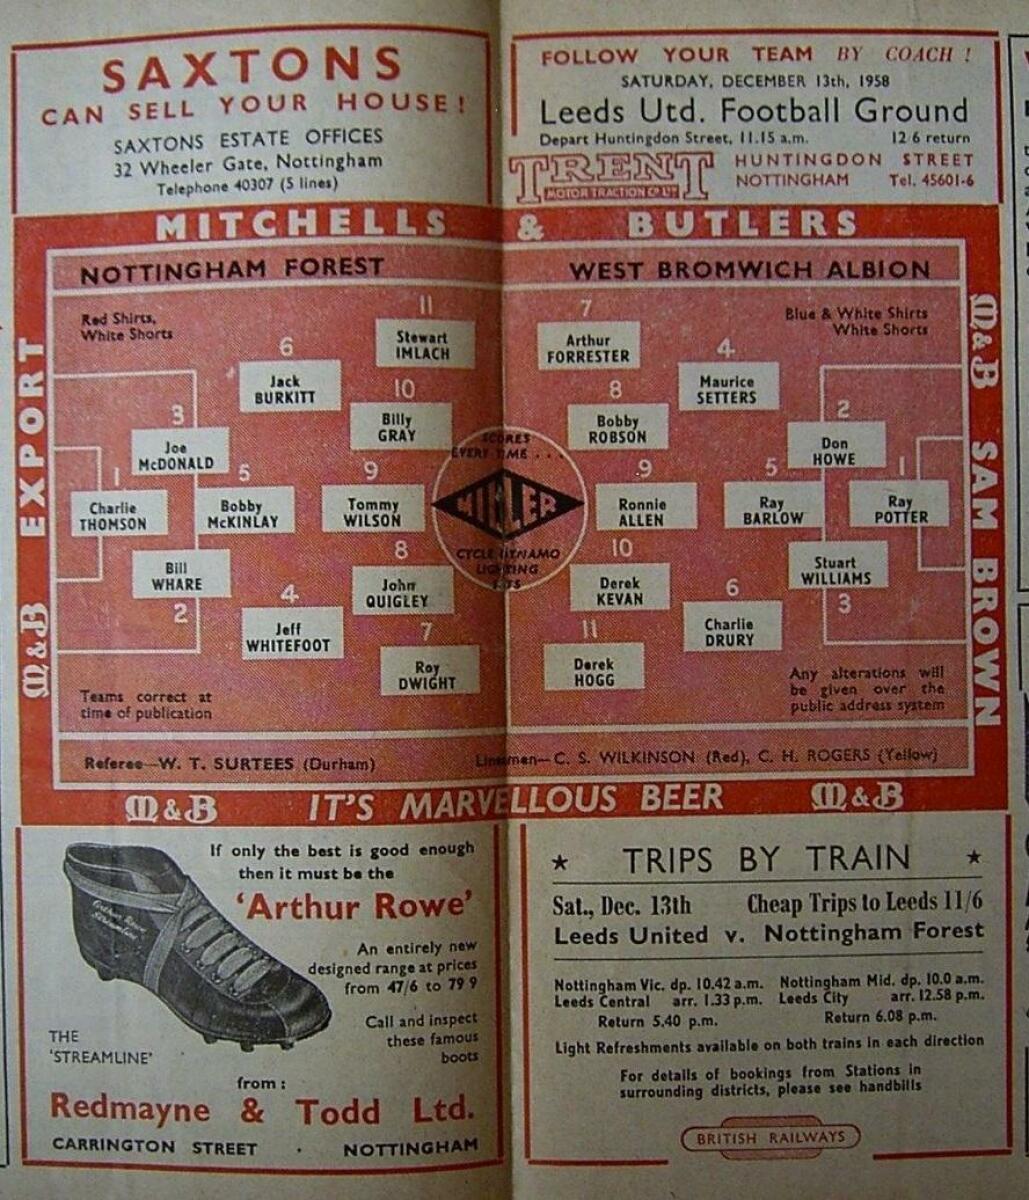 SAXTONS
CAN SELL YOUR HOUSE!
SAXTONS ESTATE OFFICES
32 Wheeler Gate, Nottingham
Telephone 40307 (5 lines)
FOLLOW YOUR TEAM BY COACH !
SATURDAY, DECEMBER 13th, 1958
Leeds Utd. Football Ground
Depart Huntingdon Street, 11.15 a.m. 12 6 return
TRENT
MOTOR TRACTION CO LTD
HUNTINGDON STREET
NOTTINGHAM Tel. 45601-6
MITCHELLS & BUTLERS
M&B EXPORT
M&B SAM BROWN
NOTTINGHAM FOREST
Red Shirts,
White Shorts
11
Stewart
IMLACH
6
Jack
BURKITT
10
Billy
GRAY
3
Joe
McDONALD
1
Charlie
THOMSON
5
Bobby
McKINLAY
9
Tommy
WILSON
Bill
WHARE
2
8
John
QUIGLEY
4
Jeff
WHITEFOOT
7
Roy
DWIGHT
Teams correct at
time of publication
SCORES
EVERY TIME . . .
MILLER
CYCLE DYNAMO
LIGHTING
SETS
WEST BROMWICH ALBION
Blue & White Shirts
White Shorts
7
Arthur
FORRESTER
4
Maurice
SETTERS
8
Bobby
ROBSON
2
Don
HOWE
9
Ronnie
ALLEN
5
Ray
BARLOW
1
Ray
POTTER
10
Derek
KEVAN
Stuart
WILLIAMS
3
6
Charlie
DRURY
11
Derek
HOGG
Any alterations will
be given over the
public address system
Referee—W. T. SURTEES (Durham) Linesmen—C. S. WILKINSON (Red), C. H. ROGERS (Yellow)
M&B IT'S MARVELLOUS BEER M&B
If only the best is good enough
then it must be the
'Arthur Rowe'
An entirely new
designed range at prices
from 47/6 to 79 9
Call and inspect
these famous
boots
THE
'STREAMLINE'
from :
Redmayne & Todd Ltd.
CARRINGTON STREET · NOTTINGHAM
★ TRIPS BY TRAIN ★
Sat., Dec. 13th Cheap Trips to Leeds 11/6
Leeds United v. Nottingham Forest
Nottingham Vic. dp. 10.42 a.m. Nottingham Mid. dp. 10.0 a.m.
Leeds Central arr. 1.33 p.m. Leeds City arr. 12.58 p.m.
Return 5.40 p.m. Return 6.08 p.m.
Light Refreshments available on both trains in each direction
For details of bookings from Stations in
surrounding districts, please see handbills
BRITISH RAILWAYS